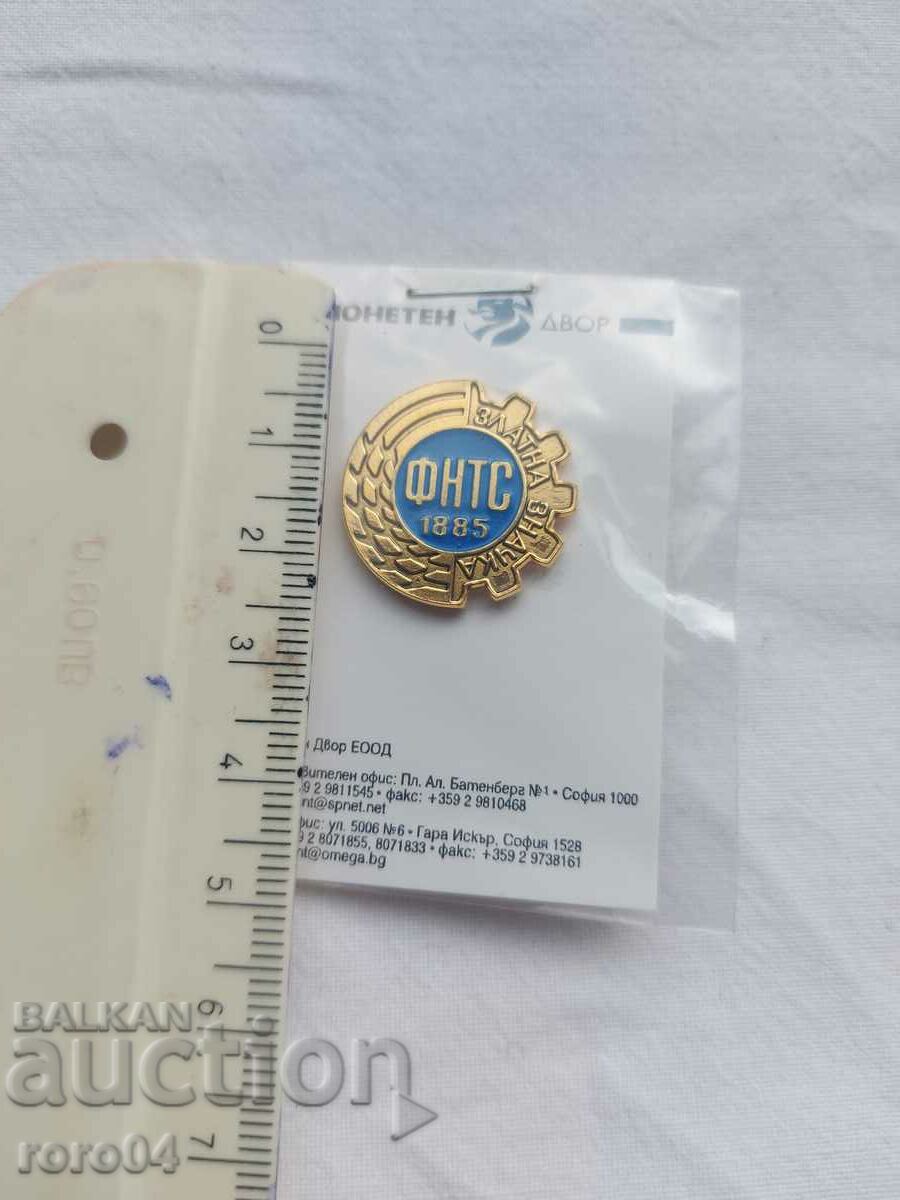 ОНЕТЕН ДВОР
ЗЛАТНА ЗНАЧКА
ФНТС
1885
0
1
2
3
4
5
6
7
0.60ЛВ
Двор ЕООД
вителен офис: Пл. Ал. Батенберг №1 • София 1000
9 2 9811545 • факс: +359 2 9810468
nt@spnet.net
фис: ул. 5006 №6 • Гара Искър, София 1528
9 2 8071855, 8071833 • факс: +359 2 9738161
nt@omega.bg
BALKAN
auction
roro04